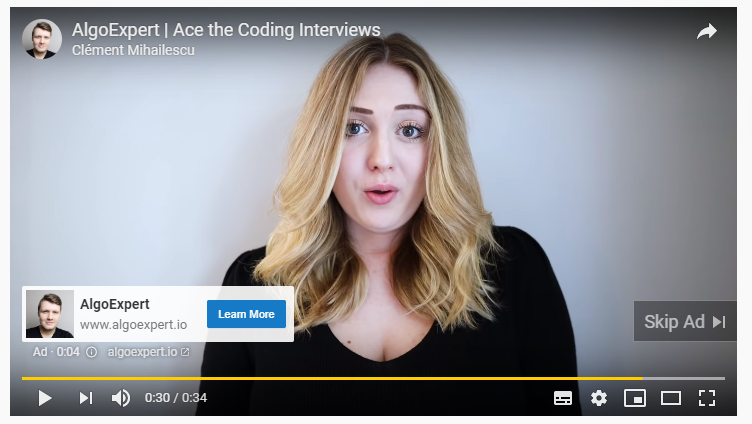 AlgoExpert | Ace the Coding Interviews
Clément Mihailescu
AlgoExpert
www.algoexpert.io
Learn More
Skip Ad
Ad · 0:04 algoexpert.io
0:30 / 0:34